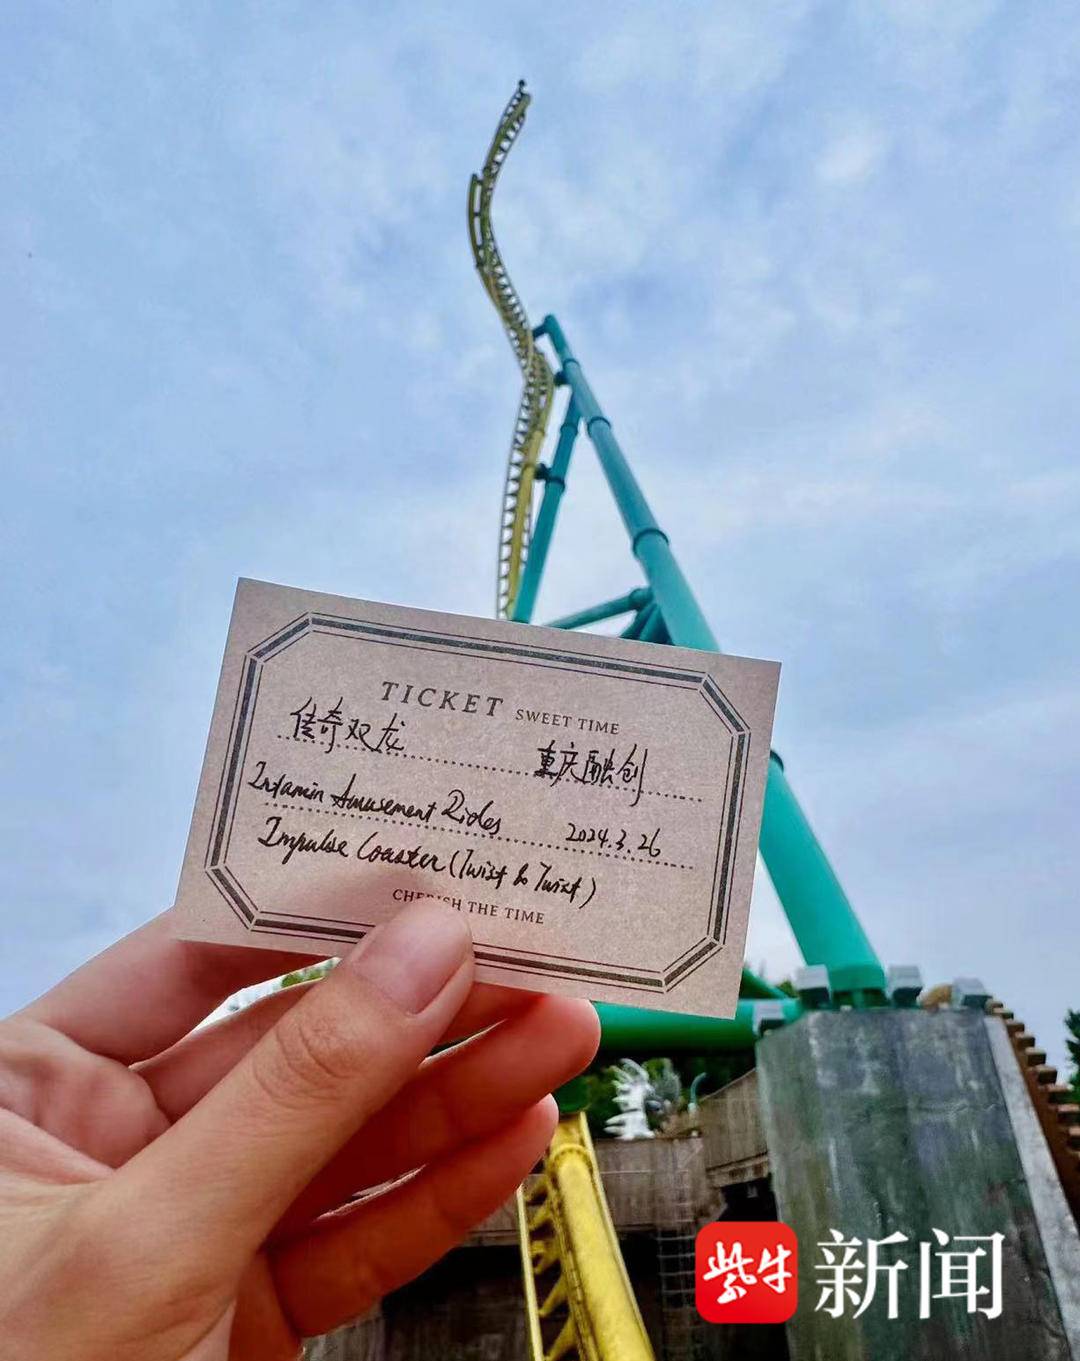 TICKET SWEET TIME
传奇双龙 重庆融创
Intamin Amusement Rides 2024.3.26
Impulse Coaster (Twist & Twist)
CHERISH THE TIME
紫牛 新闻